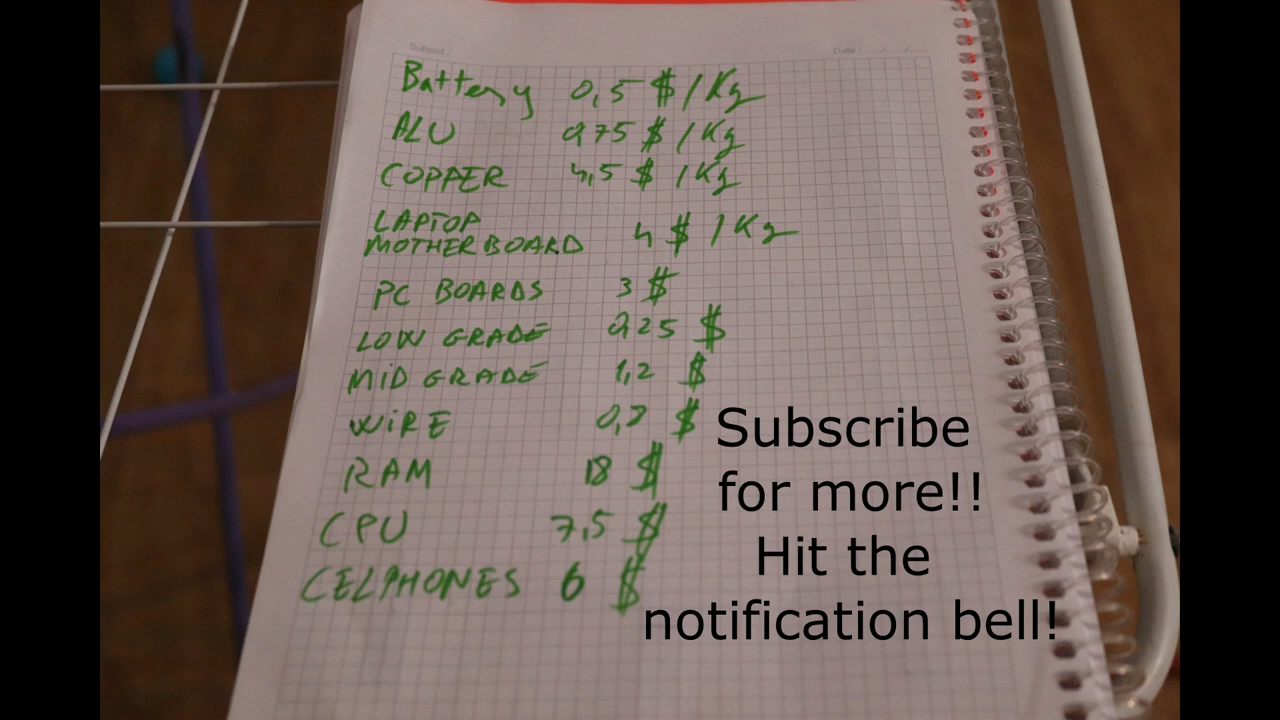 Subject
Date / /
Battery 0,5 $ / Kg
ALU 0,75 $ / Kg
COPPER 4,5 $ / Kg
LAPTOP
MOTHERBOARD 4 $ / Kg
PC BOARDS 3 $
LOW GRADE 0,25 $
MID GRADE 1,2 $
WiRE $
RAM 18 $
CPU 7,5 $
CELPHONES 6 $
Subscribe
for more!!
Hit the
notification bell!